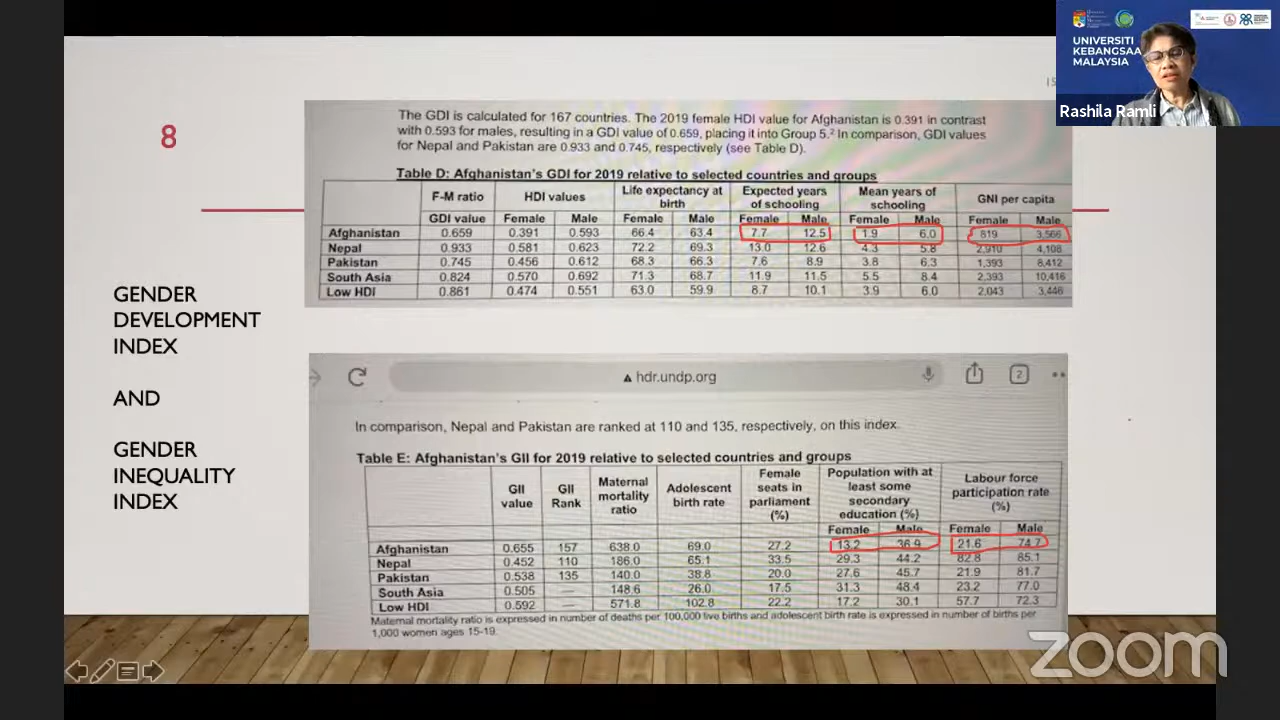 UNIVERSITI
KEBANGSAA
MALAYSIA
Rashila Ramli
15
8
GENDER
DEVELOPMENT
INDEX
AND
GENDER
INEQUALITY
INDEX
The GDI is calculated for 167 countries. The 2019 female HDI value for Afghanistan is 0.391 in contrast
with 0.593 for males, resulting in a GDI value of 0.659, placing it into Group 5.² In comparison, GDI values
for Nepal and Pakistan are 0.933 and 0.745, respectively (see Table D).
Table D: Afghanistan's GDI for 2019 relative to selected countries and groups
F-M ratio HDI values Life expectancy at birth Expected years of schooling Mean years of schooling GNI per capita
GDI value Female Male Female Male Female Male Female Male Female Male
Afghanistan 0.659 0.391 0.593 66.4 63.4 7.7 12.5 1.9 6.0 819 3,566
Nepal 0.933 0.581 0.623 72.2 69.3 13.0 12.6 4.3 5.8 2,910 4,108
Pakistan 0.745 0.456 0.612 68.3 66.3 7.6 8.9 3.8 6.3 1,393 8,412
South Asia 0.824 0.570 0.692 71.3 68.7 11.9 11.5 5.5 8.4 2,393 10,416
Low HDI 0.861 0.474 0.551 63.0 59.9 8.7 10.1 3.9 6.0 2,043 3,446
hdr.undp.org
2
In comparison, Nepal and Pakistan are ranked at 110 and 135, respectively, on this index.
Table E: Afghanistan's GII for 2019 relative to selected countries and groups
GII value GII Rank Maternal mortality ratio Adolescent birth rate Female seats in parliament (%) Population with at least some secondary education (%) Labour force participation rate (%)
Female Male Female Male
Afghanistan 0.655 157 638.0 69.0 27.2 13.2 36.9 21.6 74.7
Nepal 0.452 110 186.0 65.1 33.5 29.3 44.2 82.8 85.1
Pakistan 0.538 135 140.0 38.8 20.0 27.6 45.7 21.9 81.7
South Asia 0.505 — 148.6 26.0 17.5 31.3 48.4 23.2 77.0
Low HDI 0.592 — 571.8 102.8 22.2 17.2 30.1 57.7 72.3
Maternal mortality ratio is expressed in number of deaths per 100,000 live births and adolescent birth rate is expressed in number of births per
1,000 women ages 15-19.
zoom